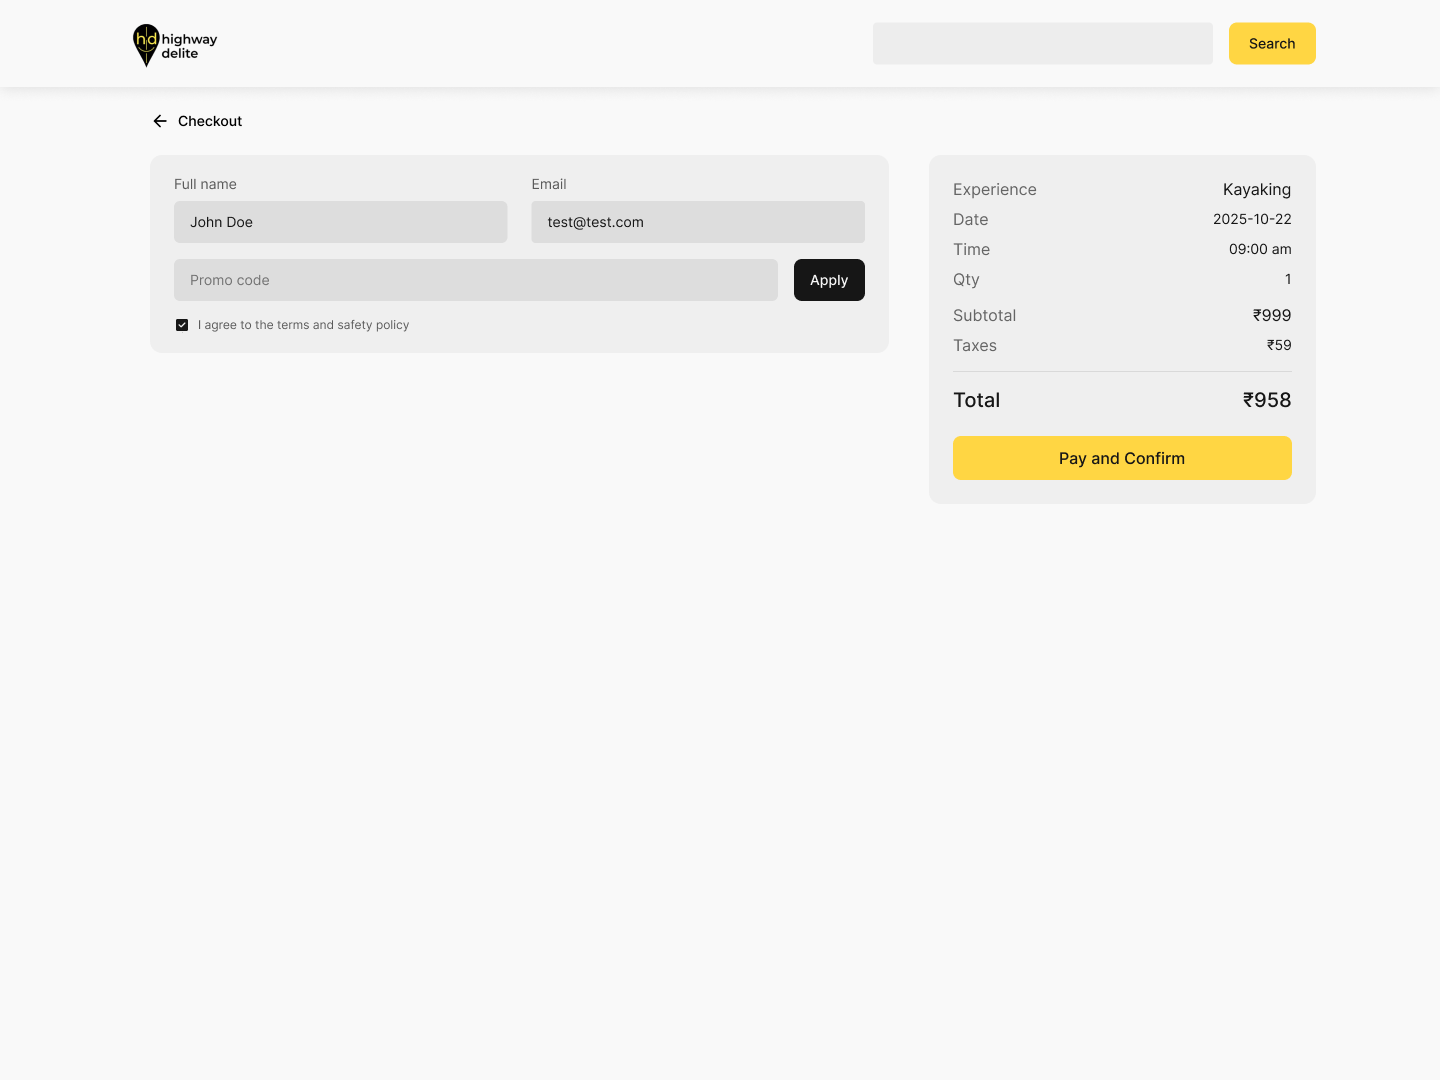 hd highway
delite
Search
Checkout
Full name
Email
John Doe
test@test.com
Promo code
Apply
I agree to the terms and safety policy
Experience Kayaking
Date 2025-10-22
Time 09:00 am
Qty 1
Subtotal ₹999
Taxes ₹59
Total ₹958
Pay and Confirm